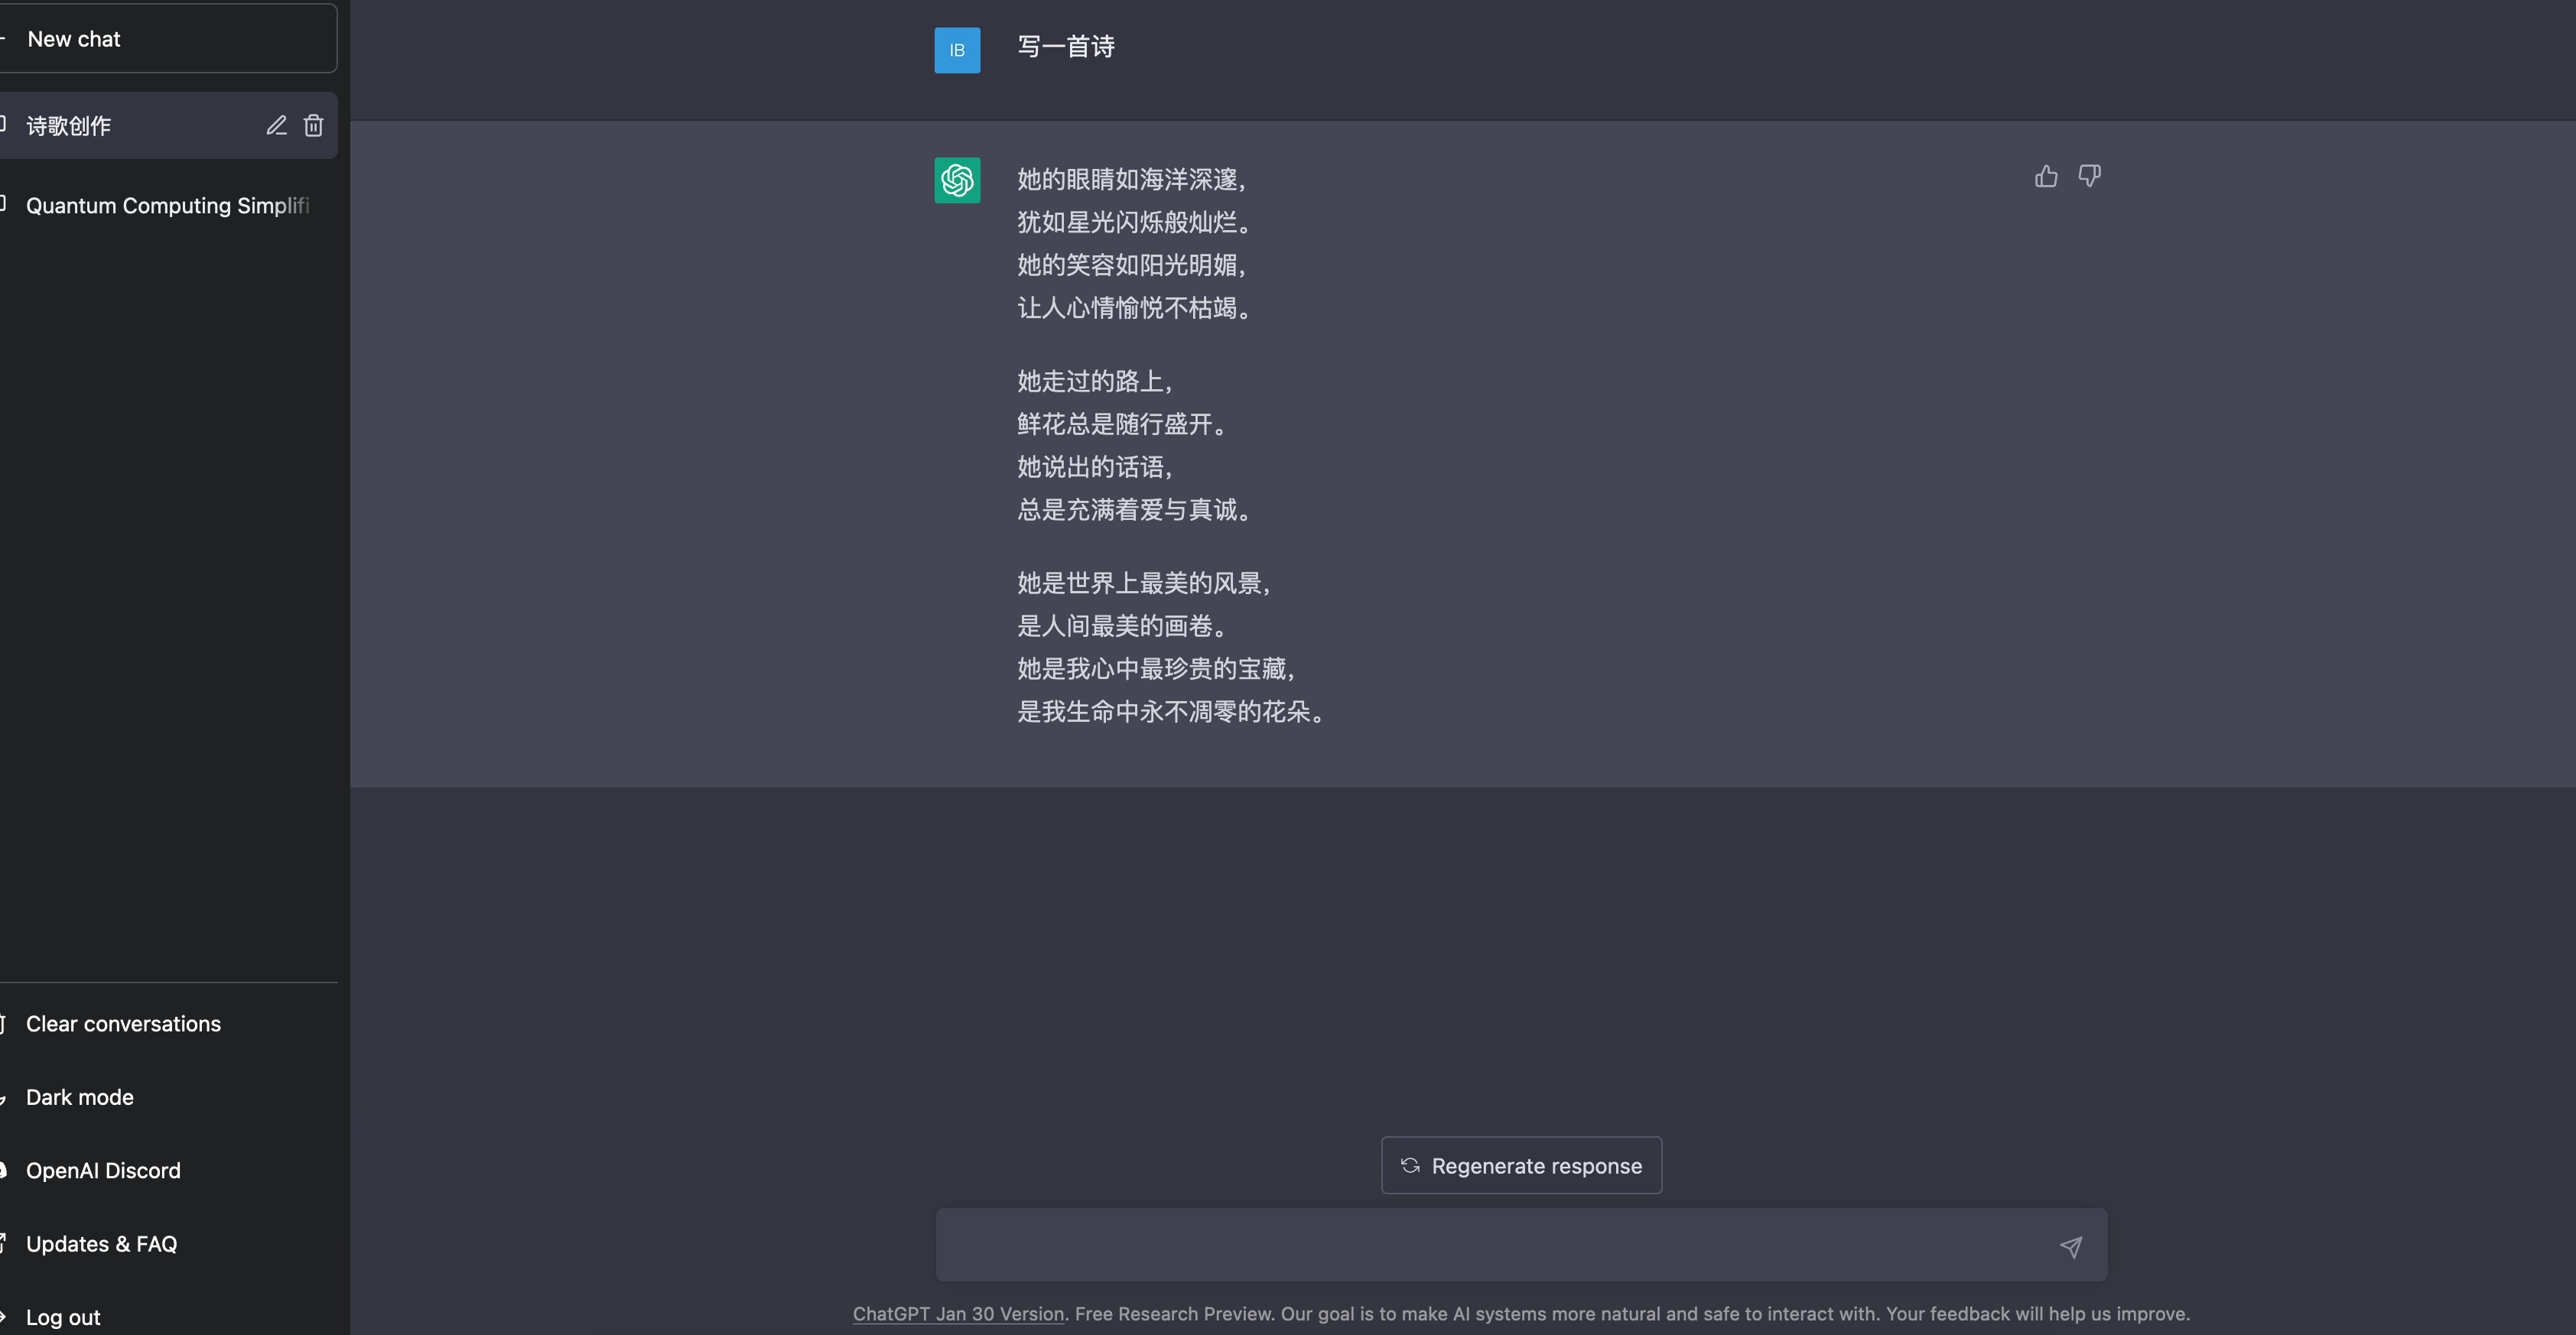 New chat
诗歌创作
Quantum Computing Simplifi
Clear conversations
Dark mode
OpenAI Discord
Updates & FAQ
Log out
IB
写一首诗
她的眼睛如海洋深邃，
犹如星光闪烁般灿烂。
她的笑容如阳光明媚，
让人心情愉悦不枯竭。
她走过的路上，
鲜花总是随行盛开。
她说出的话语，
总是充满着爱与真诚。
她是世界上最美的风景，
是人间最美的画卷。
她是我心中最珍贵的宝藏，
是我生命中永不凋零的花朵。
Regenerate response
ChatGPT Jan 30 Version. Free Research Preview. Our goal is to make AI systems more natural and safe to interact with. Your feedback will help us improve.